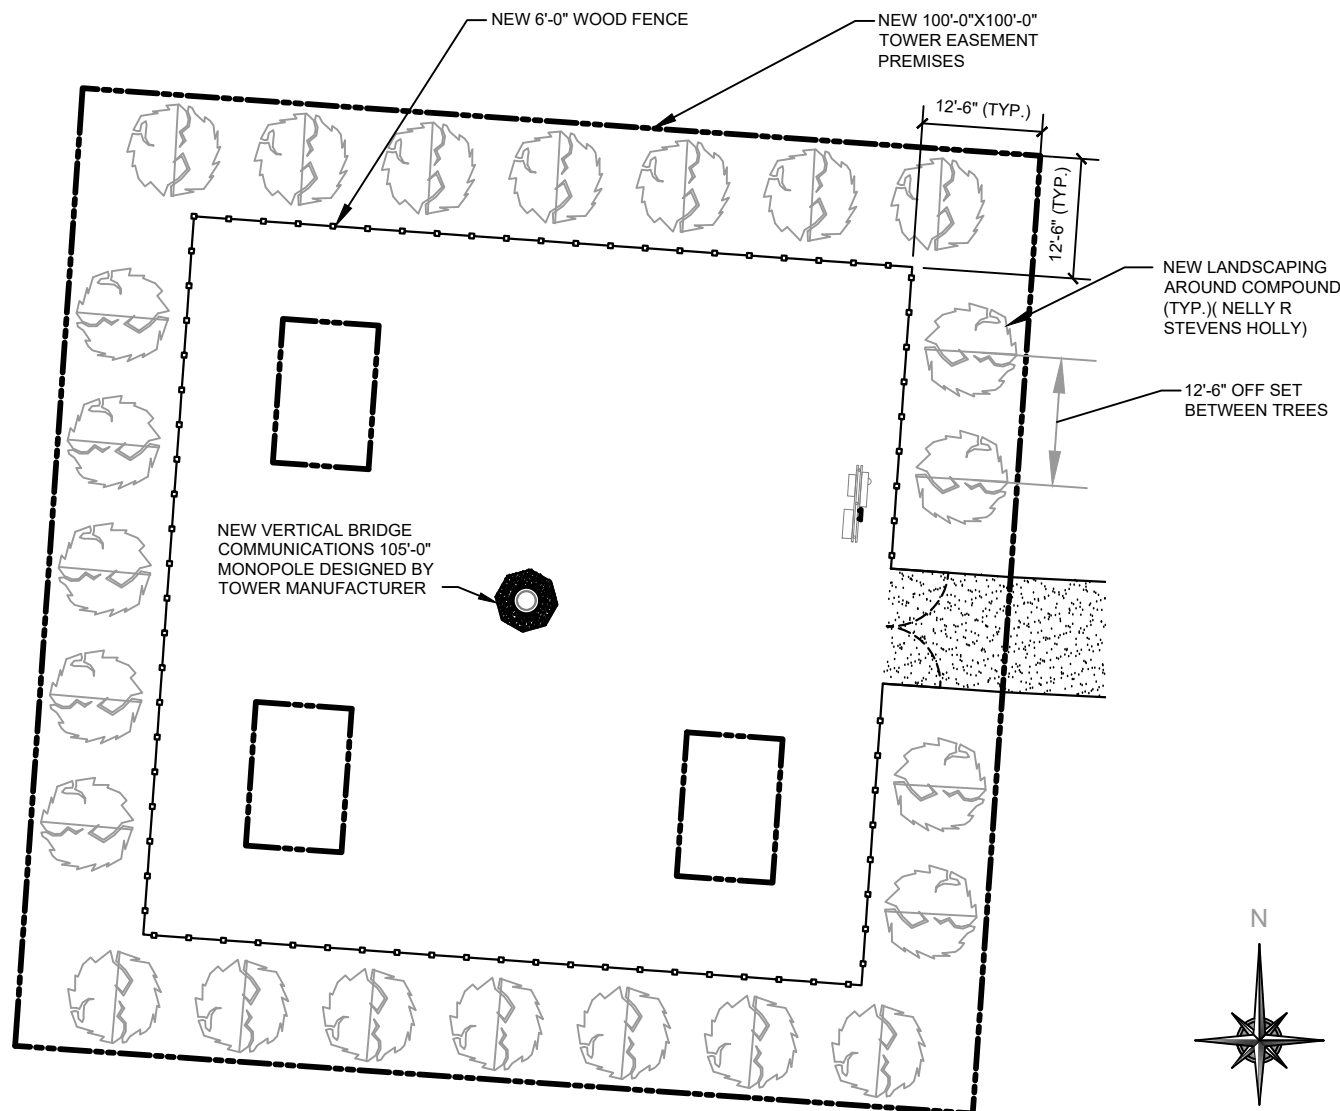 NEW 6'-0" WOOD FENCE
NEW 100'-0"X100'-0"
TOWER EASEMENT
PREMISES
12'-6" (TYP.)
12'-6" (TYP.)
NEW LANDSCAPING
AROUND COMPOUND
(TYP.)( NELLY R
STEVENS HOLLY)
12'-6" OFF SET
BETWEEN TREES
NEW VERTICAL BRIDGE
COMMUNICATIONS 105'-0"
MONOPOLE DESIGNED BY
TOWER MANUFACTURER
N